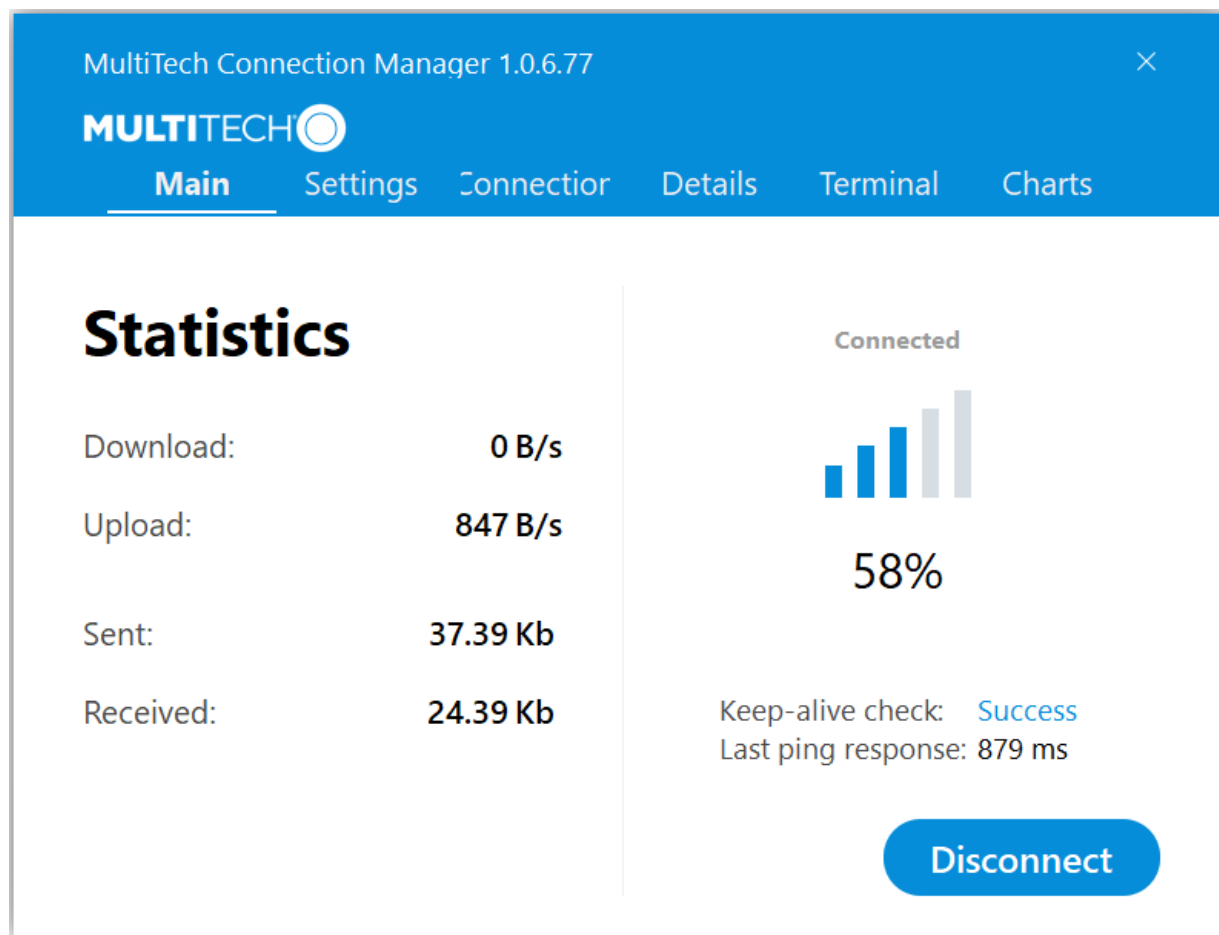 MultiTech Connection Manager 1.0.6.77
MULTITECH
Main Settings Connection Details Terminal Charts
Statistics
Download: 0 B/s
Upload: 847 B/s
Sent: 37.39 Kb
Received: 24.39 Kb
Connected
58%
Keep-alive check: Success
Last ping response: 879 ms
Disconnect